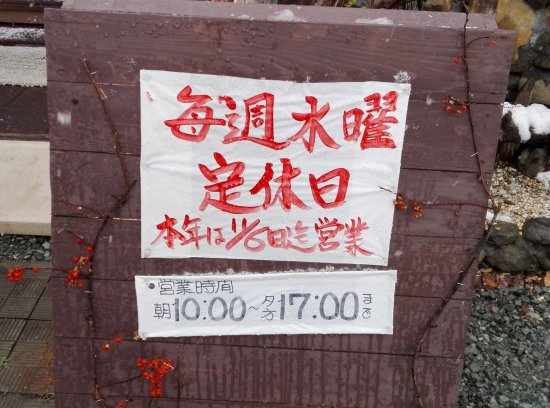 毎週水曜
定休日
本年は1/6日迄営業
•営業時間
朝10:00~夕方17:00まで